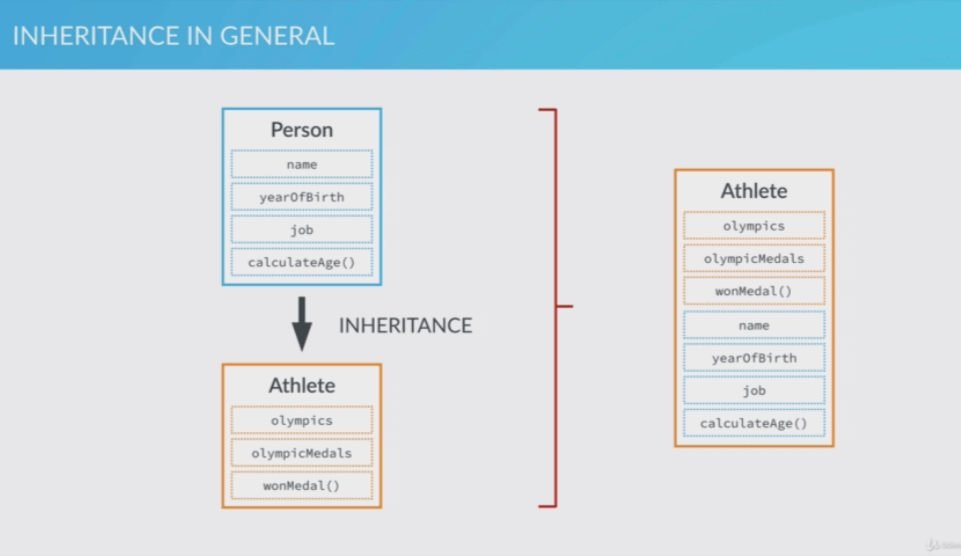 INHERITANCE IN GENERAL
Person
name
yearOfBirth
job
calculateAge()
INHERITANCE
Athlete
olympics
olympicMedals
wonMedal()
Athlete
olympics
olympicMedals
wonMedal()
name
yearOfBirth
job
calculateAge()